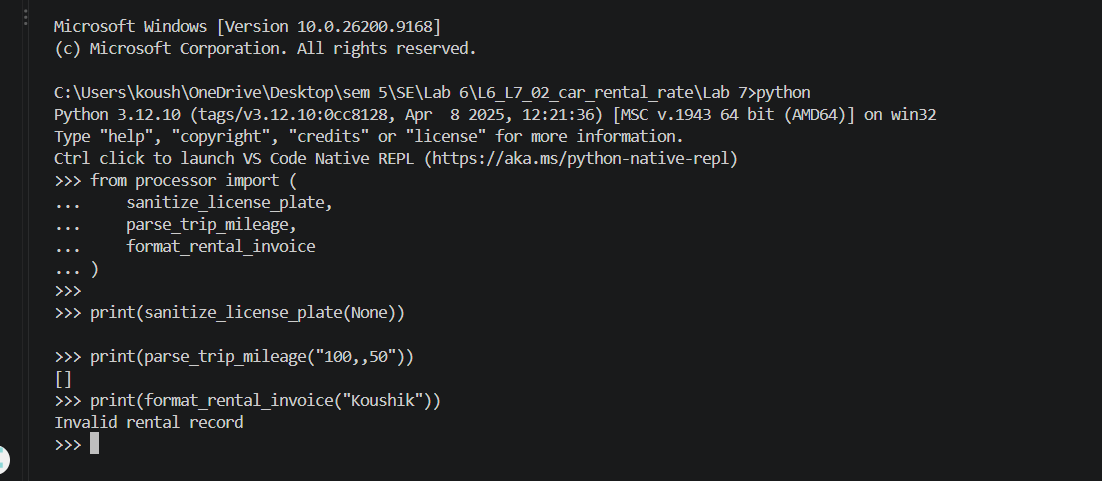 Microsoft Windows [Version 10.0.26200.9168]
(c) Microsoft Corporation. All rights reserved.
C:\Users\koush\OneDrive\Desktop\sem 5\SE\Lab 6\L6_L7_02_car_rental_rate\Lab 7>python
Python 3.12.10 (tags/v3.12.10:0cc8128, Apr  8 2025, 12:21:36) [MSC v.1943 64 bit (AMD64)] on win32
Type "help", "copyright", "credits" or "license" for more information.
Ctrl click to launch VS Code Native REPL (https://aka.ms/python-native-repl)
>>> from processor import (
...     sanitize_license_plate,
...     parse_trip_mileage,
...     format_rental_invoice
... )
>>>
>>> print(sanitize_license_plate(None))
>>> print(parse_trip_mileage("100,,50"))
[]
>>> print(format_rental_invoice("Koushik"))
Invalid rental record
>>>